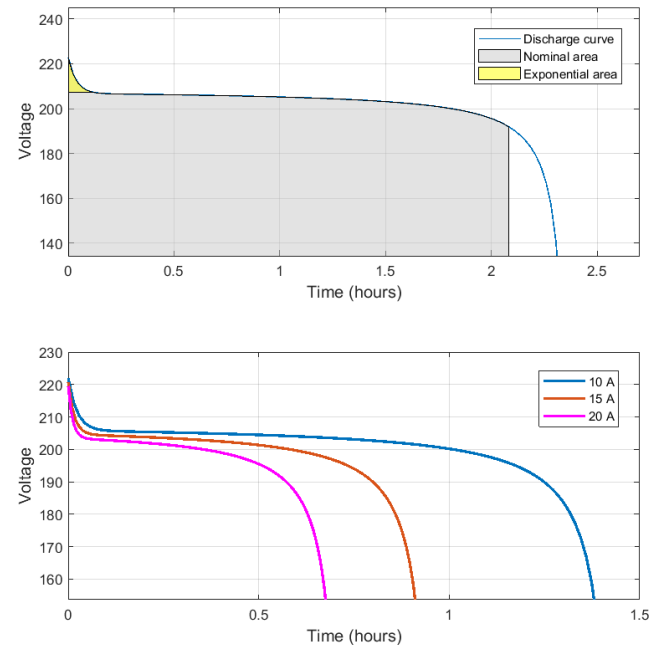 240
220
200
180
160
140
Voltage
0
0.5
1
1.5
2
2.5
Time (hours)
Discharge curve
Nominal area
Exponential area
230
220
210
200
190
180
170
160
Voltage
0
0.5
1
1.5
Time (hours)
10 A
15 A
20 A